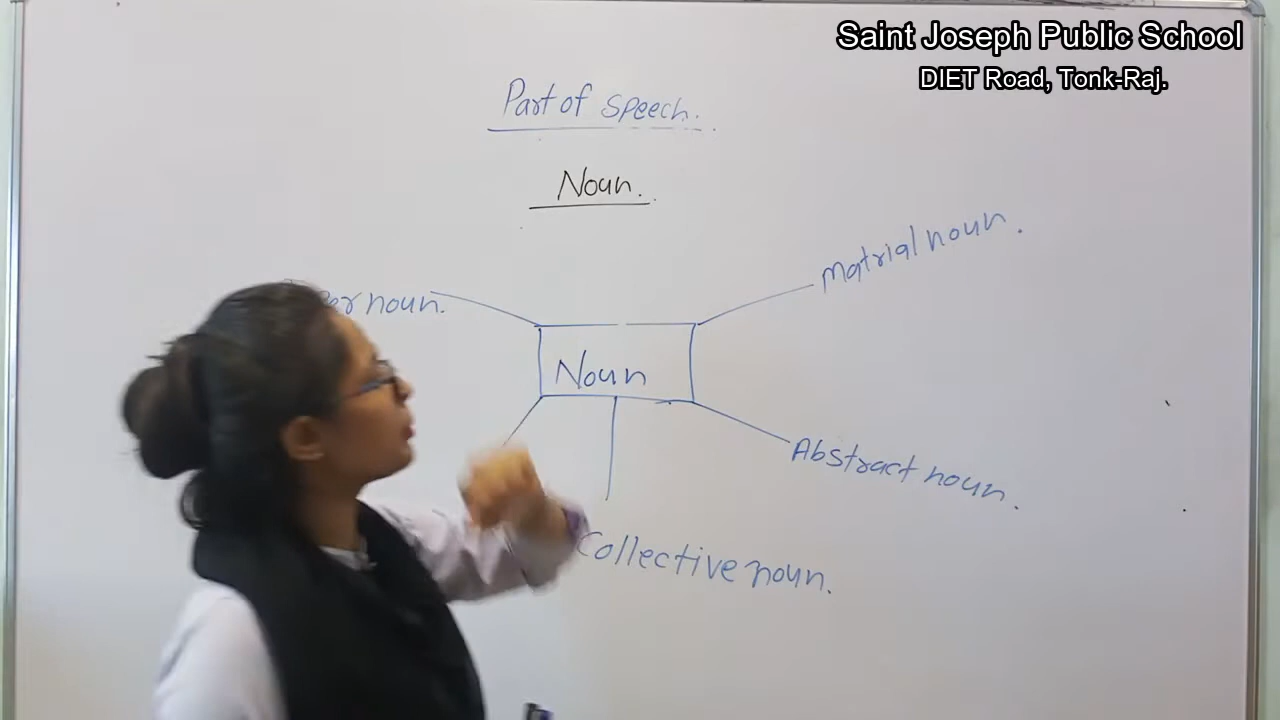 Saint Joseph Public School
DIET Road, Tonk-Raj.
Part of speech.
Noun.
Matrial noun.
noun.
Noun
Abstract noun.
Collective noun.